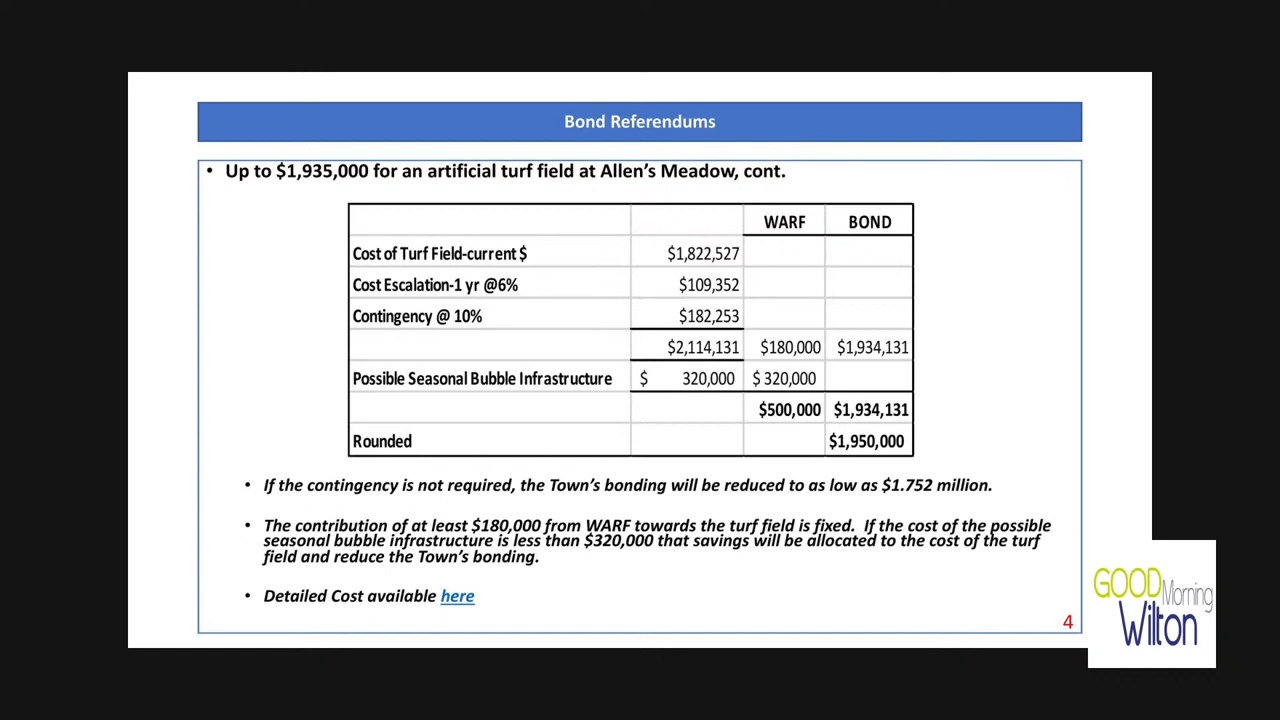 Bond Referendums
• Up to $1,935,000 for an artificial turf field at Allen's Meadow, cont.
WARF BOND
Cost of Turf Field-current $ $1,822,527
Cost Escalation-1 yr @6% $109,352
Contingency @ 10% $182,253
$2,114,131 $180,000 $1,934,131
Possible Seasonal Bubble Infrastructure $ 320,000 $ 320,000
$500,000 $1,934,131
Rounded $1,950,000
• If the contingency is not required, the Town's bonding will be reduced to as low as $1.752 million.
• The contribution of at least $180,000 from WARF towards the turf field is fixed. If the cost of the possible
seasonal bubble infrastructure is less than $320,000 that savings will be allocated to the cost of the turf
field and reduce the Town's bonding.
• Detailed Cost available here
4
GOOD Morning
Wilton